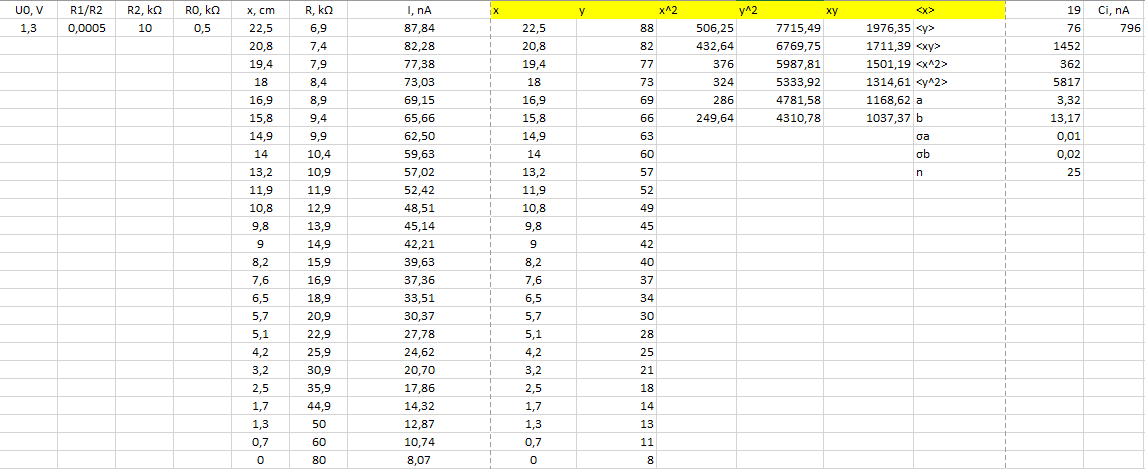 U0, V R1/R2 R2, kΩ R0, kΩ x, cm R, kΩ I, nA x y x^2 y^2 xy <x> 19 Ci, nA
1,3 0,0005 10 0,5 22,5 6,9 87,84 22,5 88 506,25 7715,49 1976,35 <y> 76 796
20,8 7,4 82,28 20,8 82 432,64 6769,75 1711,39 <xy> 1452
19,4 7,9 77,38 19,4 77 376 5987,81 1501,19 <x^2> 362
18 8,4 73,03 18 73 324 5333,92 1314,61 <y^2> 5817
16,9 8,9 69,15 16,9 69 286 4781,58 1168,62 a 3,32
15,8 9,4 65,66 15,8 66 249,64 4310,78 1037,37 b 13,17
14,9 9,9 62,50 14,9 63 σa 0,01
14 10,4 59,63 14 60 σb 0,02
13,2 10,9 57,02 13,2 57 n 25
11,9 11,9 52,42 11,9 52
10,8 12,9 48,51 10,8 49
9,8 13,9 45,14 9,8 45
9 14,9 42,21 9 42
8,2 15,9 39,63 8,2 40
7,6 16,9 37,36 7,6 37
6,5 18,9 33,51 6,5 34
5,7 20,9 30,37 5,7 30
5,1 22,9 27,78 5,1 28
4,2 25,9 24,62 4,2 25
3,2 30,9 20,70 3,2 21
2,5 35,9 17,86 2,5 18
1,7 44,9 14,32 1,7 14
1,3 50 12,87 1,3 13
0,7 60 10,74 0,7 11
0 80 8,07 0 8